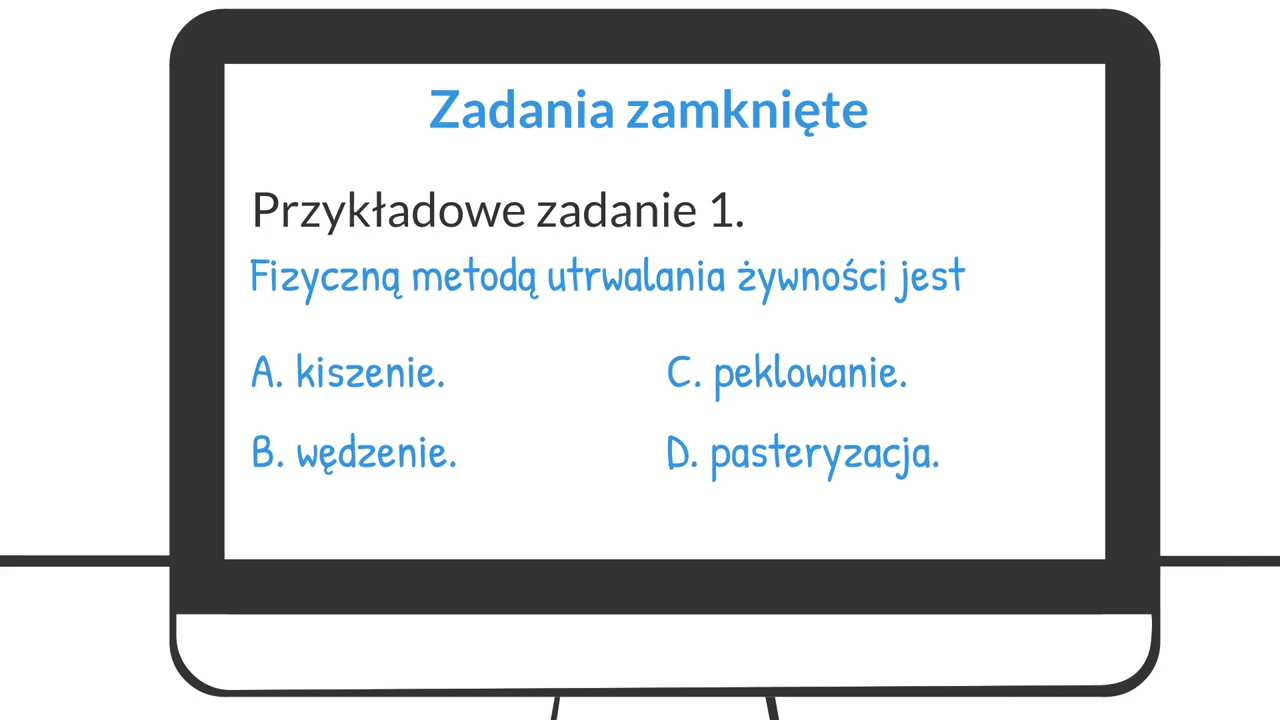 Zadania zamknięte
Przykładowe zadanie 1.
Fizyczną metodą utrwalania żywności jest
A. kiszenie.
B. wędzenie.
C. peklowanie.
D. pasteryzacja.